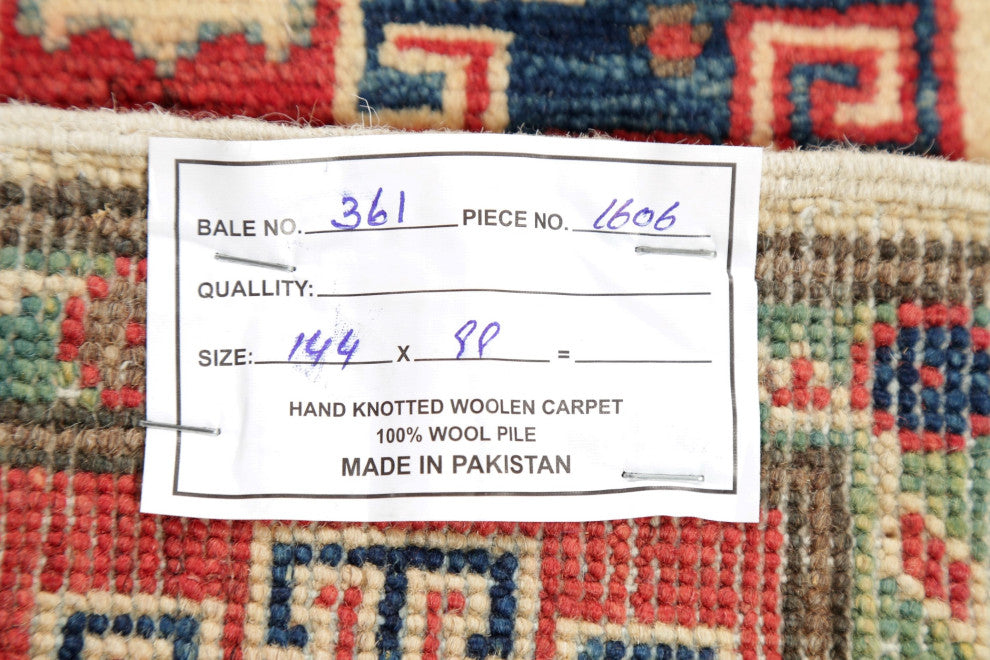 BALE NO. 361 PIECE NO. 1606
QUALLITY:
SIZE: 144 X 99 =
HAND KNOTTED WOOLEN CARPET
100% WOOL PILE
MADE IN PAKISTAN